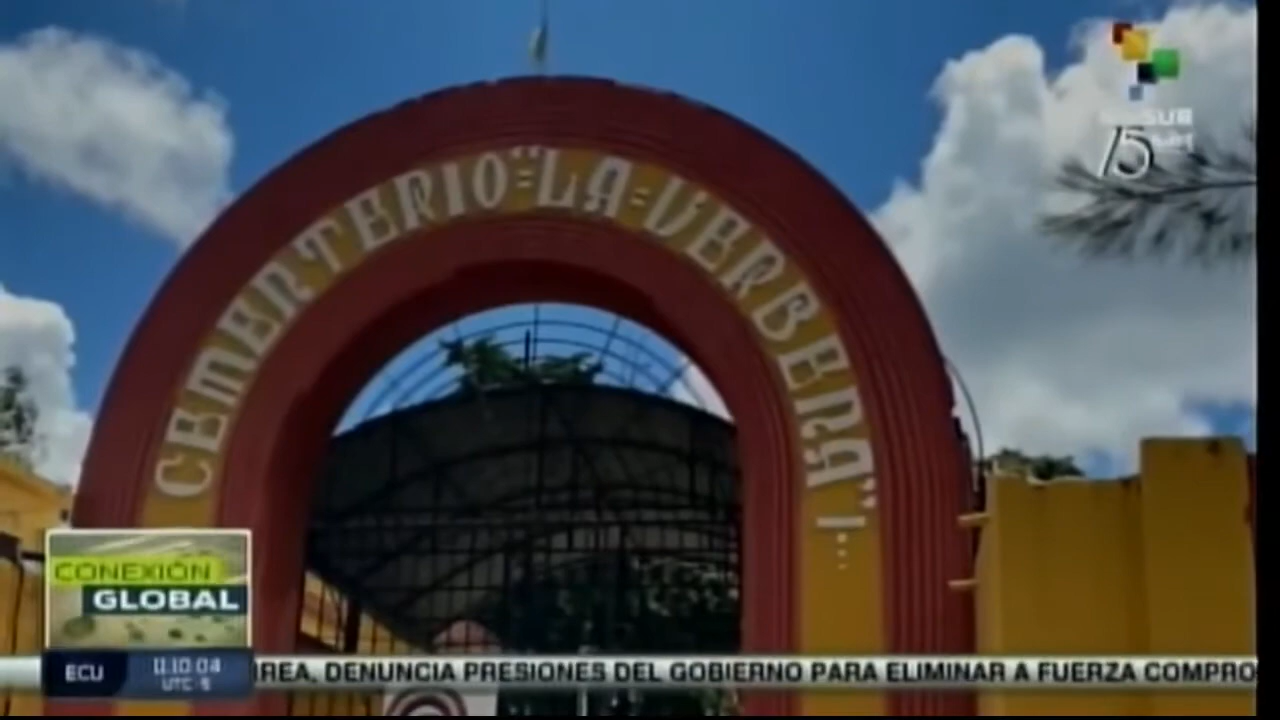 CEMENTERIO "LA VERBENA"
15
CONEXIÓN
GLOBAL
ECU
11:10:04
UTC-5
REA, DENUNCIA PRESIONES DEL GOBIERNO PARA ELIMINAR A FUERZA COMPRO